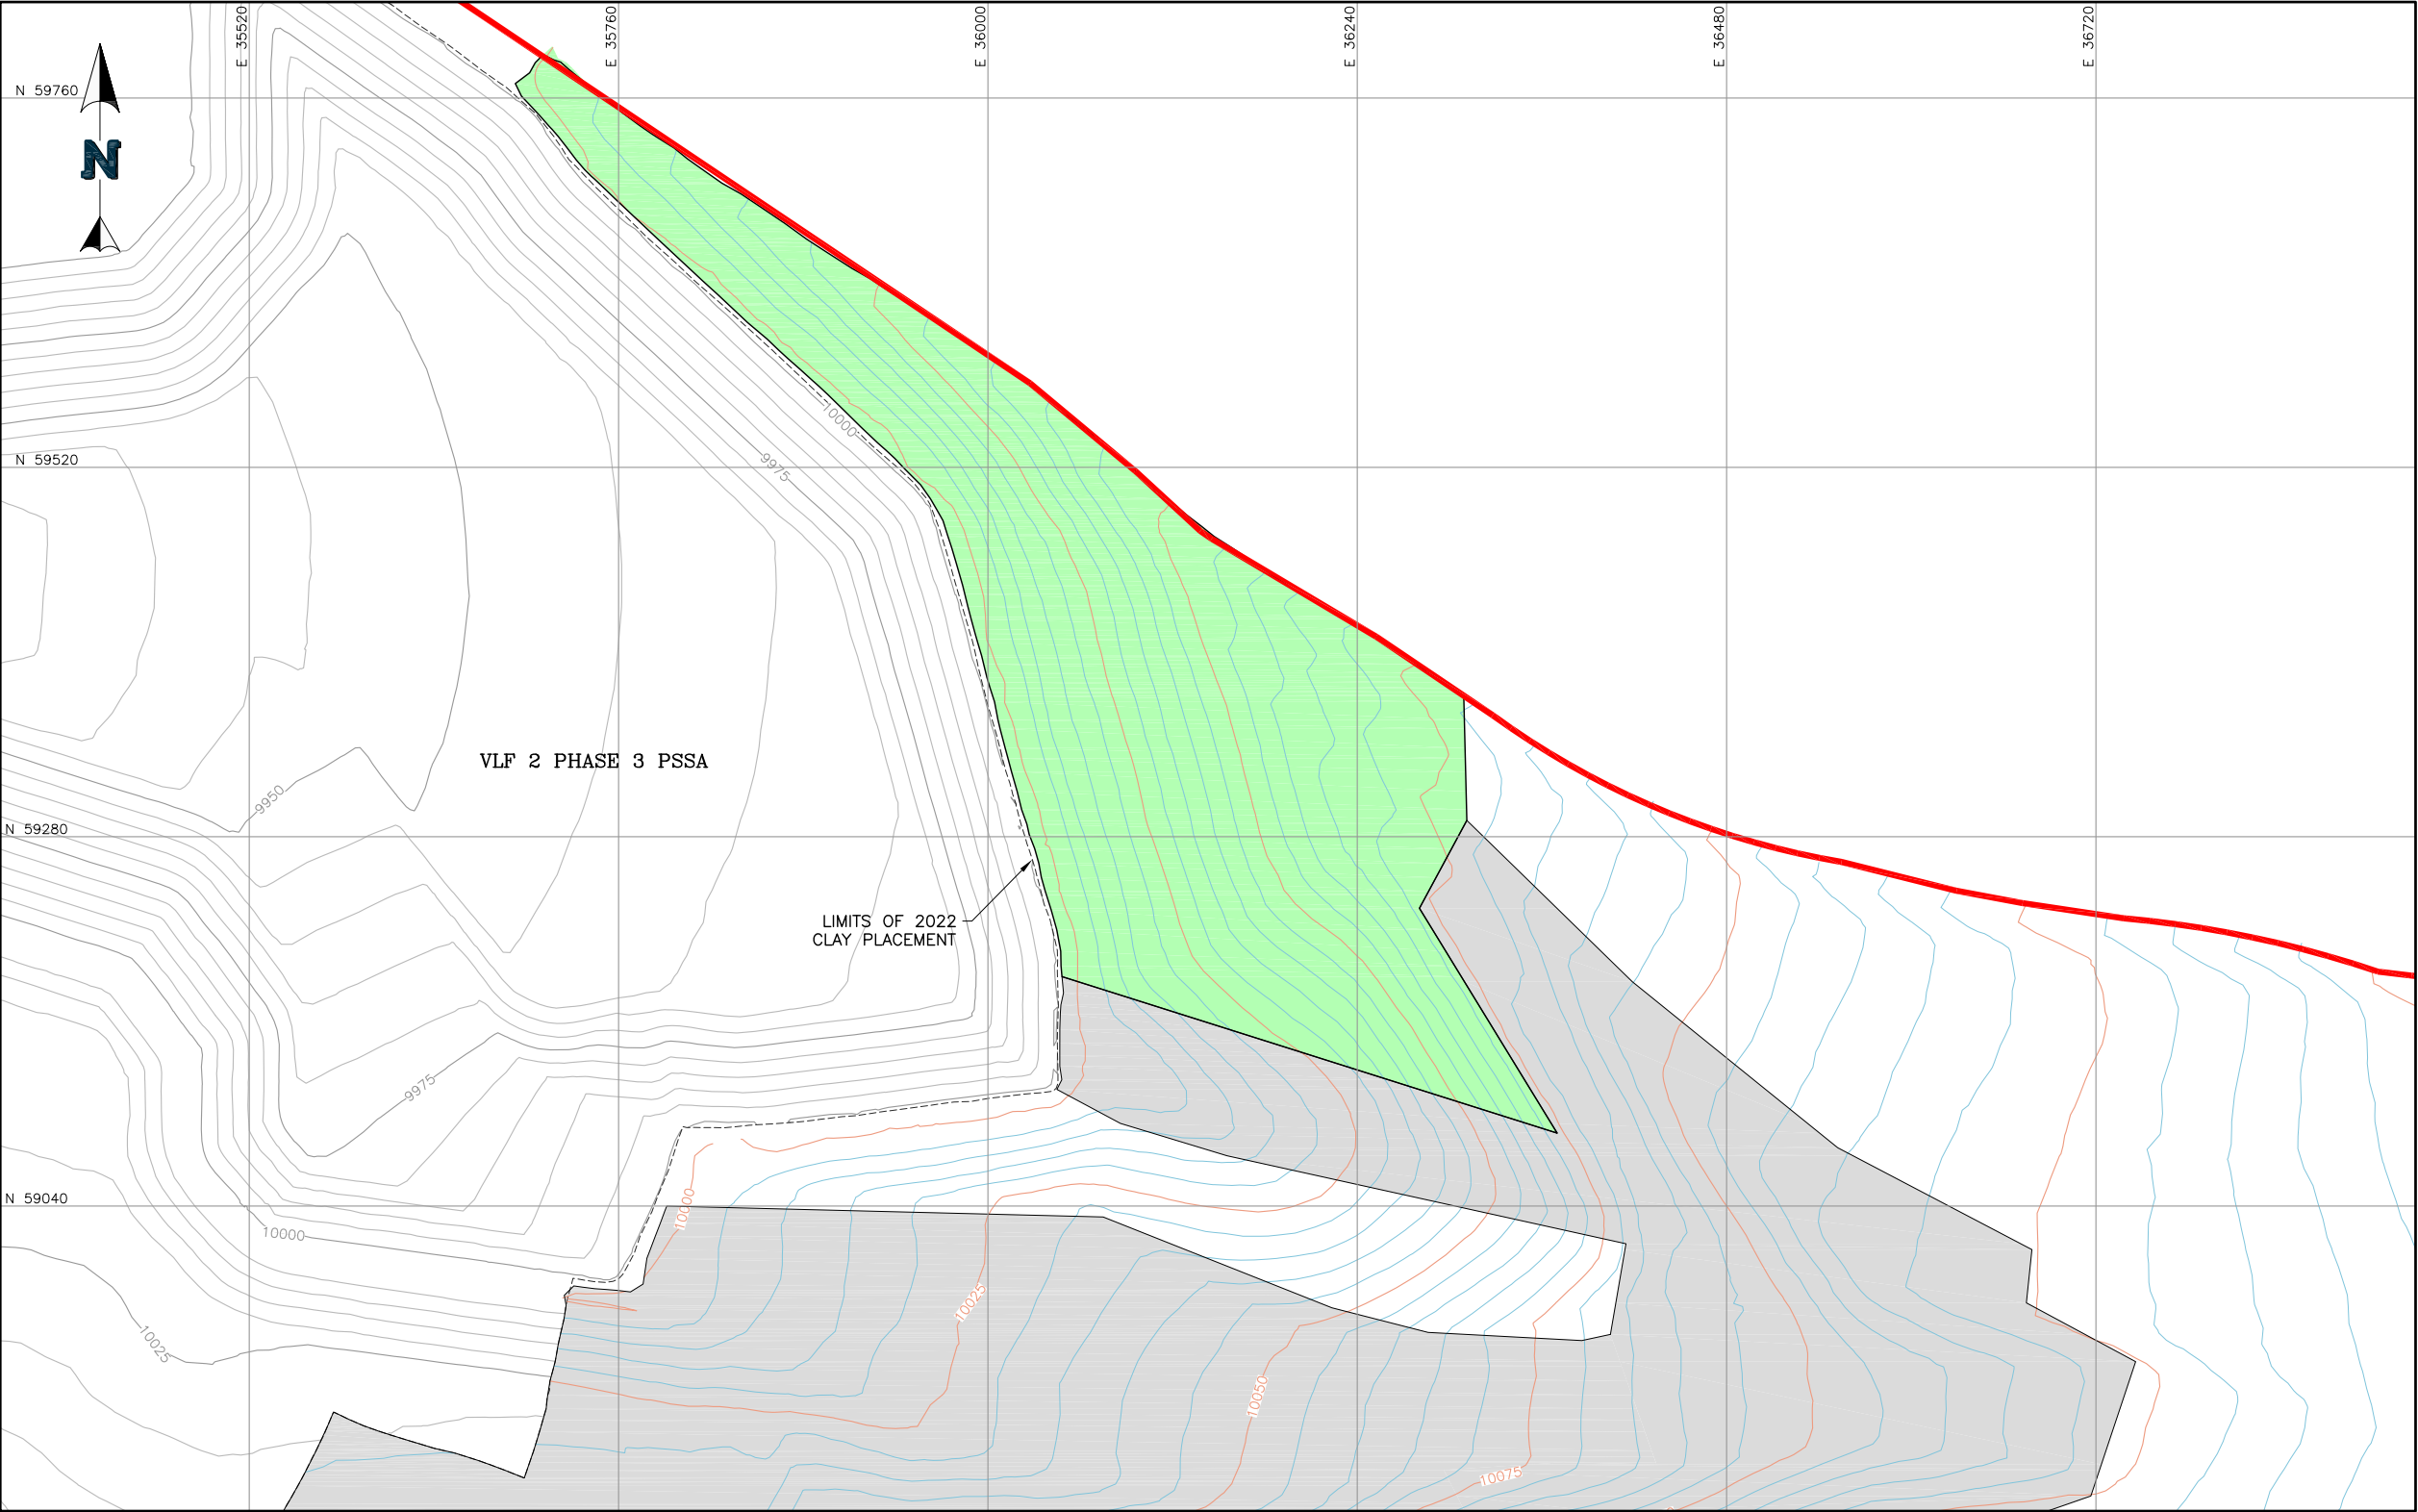 E 35520
E 35760
E 36000
E 36240
E 36480
E 36720
N 59760
N
10000
N 59520
9975
VLF 2 PHASE 3 PSSA
9950
N 59280
LIMITS OF 2022
CLAY PLACEMENT
9975
N 59040
10000
10000
10025
10025
10050
10075